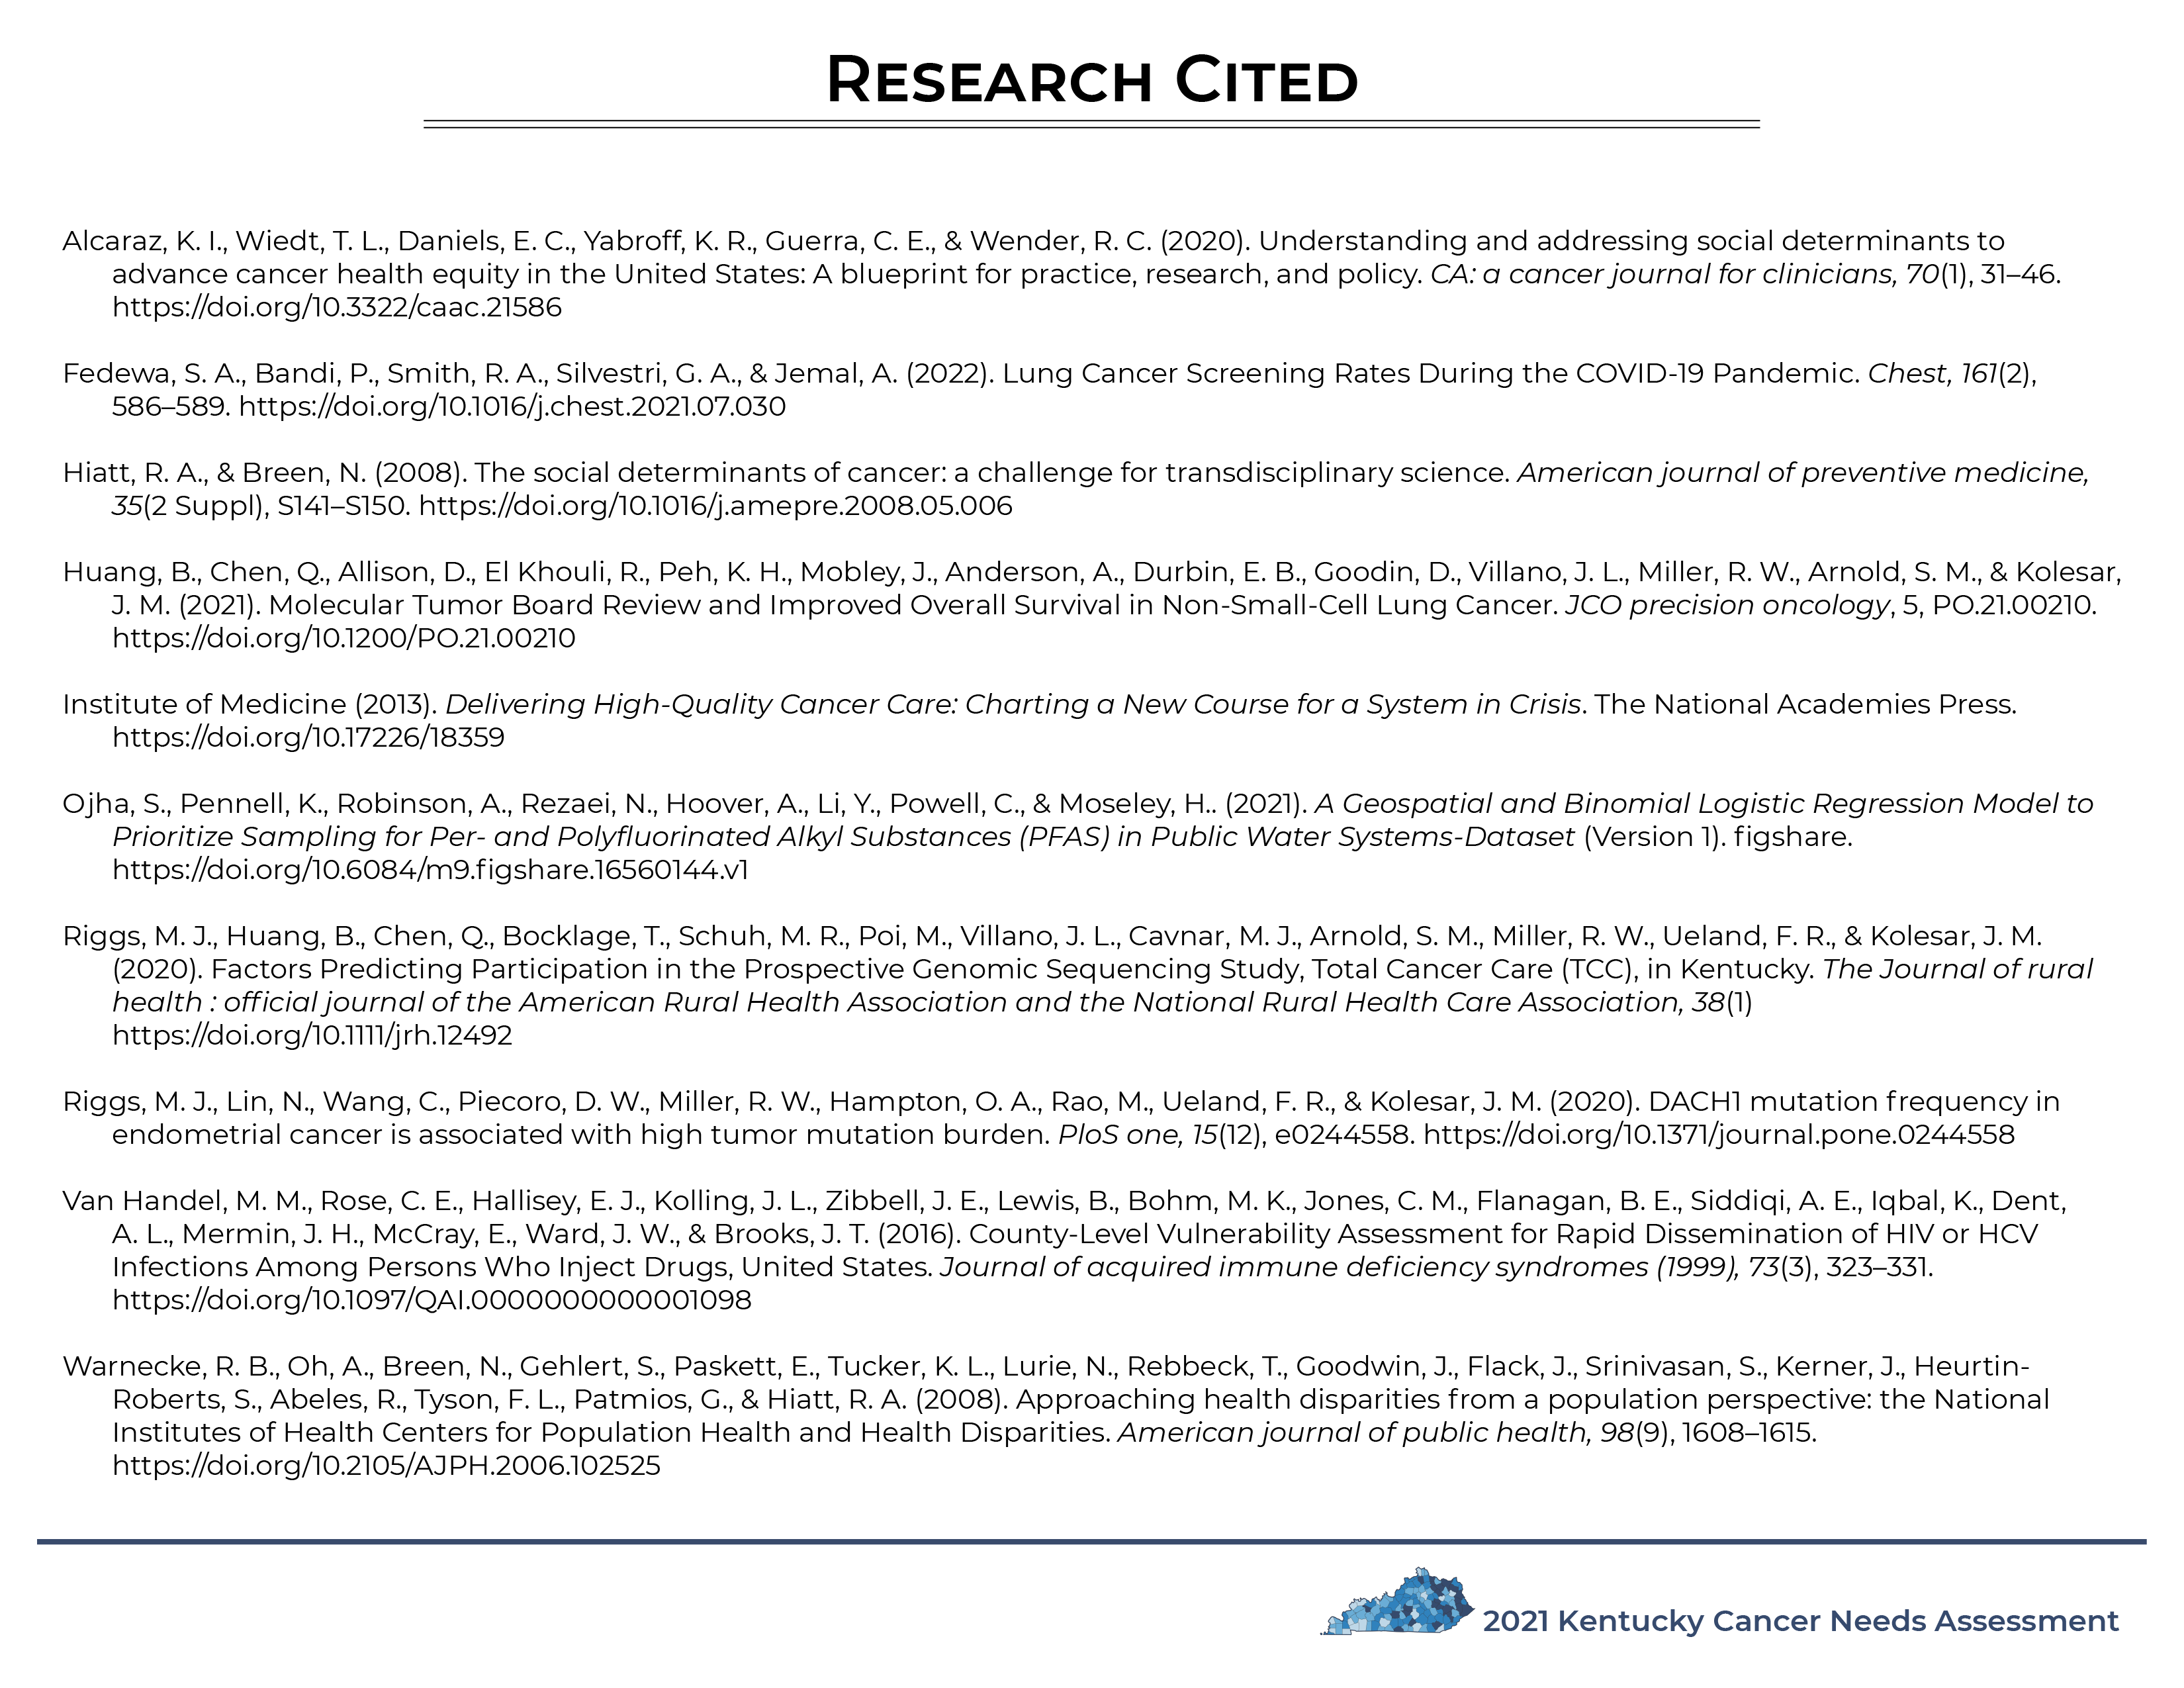 Research Cited
Alcaraz, K. I., Wiedt, T. L., Daniels, E. C., Yabroff, K. R., Guerra, C. E., & Wender, R. C. (2020). Understanding and addressing social determinants to
advance cancer health equity in the United States: A blueprint for practice, research, and policy. CA: a cancer journal for clinicians, 70(1), 31–46.
https://doi.org/10.3322/caac.21586
Fedewa, S. A., Bandi, P., Smith, R. A., Silvestri, G. A., & Jemal, A. (2022). Lung Cancer Screening Rates During the COVID-19 Pandemic. Chest, 161(2),
586–589. https://doi.org/10.1016/j.chest.2021.07.030
Hiatt, R. A., & Breen, N. (2008). The social determinants of cancer: a challenge for transdisciplinary science. American journal of preventive medicine,
35(2 Suppl), S141–S150. https://doi.org/10.1016/j.amepre.2008.05.006
Huang, B., Chen, Q., Allison, D., El Khouli, R., Peh, K. H., Mobley, J., Anderson, A., Durbin, E. B., Goodin, D., Villano, J. L., Miller, R. W., Arnold, S. M., & Kolesar,
J. M. (2021). Molecular Tumor Board Review and Improved Overall Survival in Non-Small-Cell Lung Cancer. JCO precision oncology, 5, PO.21.00210.
https://doi.org/10.1200/PO.21.00210
Institute of Medicine (2013). Delivering High-Quality Cancer Care: Charting a New Course for a System in Crisis. The National Academies Press.
https://doi.org/10.17226/18359
Ojha, S., Pennell, K., Robinson, A., Rezaei, N., Hoover, A., Li, Y., Powell, C., & Moseley, H.. (2021). A Geospatial and Binomial Logistic Regression Model to
Prioritize Sampling for Per- and Polyfluorinated Alkyl Substances (PFAS) in Public Water Systems-Dataset (Version 1). figshare.
https://doi.org/10.6084/m9.figshare.16560144.v1
Riggs, M. J., Huang, B., Chen, Q., Bocklage, T., Schuh, M. R., Poi, M., Villano, J. L., Cavnar, M. J., Arnold, S. M., Miller, R. W., Ueland, F. R., & Kolesar, J. M.
(2020). Factors Predicting Participation in the Prospective Genomic Sequencing Study, Total Cancer Care (TCC), in Kentucky. The Journal of rural
health : official journal of the American Rural Health Association and the National Rural Health Care Association, 38(1)
https://doi.org/10.1111/jrh.12492
Riggs, M. J., Lin, N., Wang, C., Piecoro, D. W., Miller, R. W., Hampton, O. A., Rao, M., Ueland, F. R., & Kolesar, J. M. (2020). DACH1 mutation frequency in
endometrial cancer is associated with high tumor mutation burden. PloS one, 15(12), e0244558. https://doi.org/10.1371/journal.pone.0244558
Van Handel, M. M., Rose, C. E., Hallisey, E. J., Kolling, J. L., Zibbell, J. E., Lewis, B., Bohm, M. K., Jones, C. M., Flanagan, B. E., Siddiqi, A. E., Iqbal, K., Dent,
A. L., Mermin, J. H., McCray, E., Ward, J. W., & Brooks, J. T. (2016). County-Level Vulnerability Assessment for Rapid Dissemination of HIV or HCV
Infections Among Persons Who Inject Drugs, United States. Journal of acquired immune deficiency syndromes (1999), 73(3), 323–331.
https://doi.org/10.1097/QAI.0000000000001098
Warnecke, R. B., Oh, A., Breen, N., Gehlert, S., Paskett, E., Tucker, K. L., Lurie, N., Rebbeck, T., Goodwin, J., Flack, J., Srinivasan, S., Kerner, J., Heurtin-
Roberts, S., Abeles, R., Tyson, F. L., Patmios, G., & Hiatt, R. A. (2008). Approaching health disparities from a population perspective: the National
Institutes of Health Centers for Population Health and Health Disparities. American journal of public health, 98(9), 1608–1615.
https://doi.org/10.2105/AJPH.2006.102525
2021 Kentucky Cancer Needs Assessment